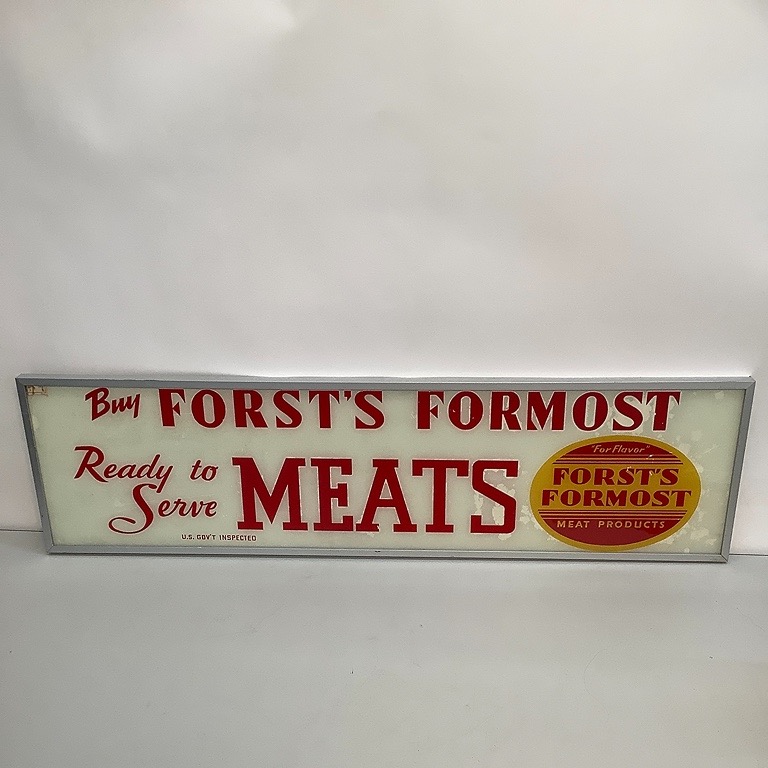 Buy FORST'S FORMOST
Ready to
Serve
MEATS
U.S. GOV'T INSPECTED
"For Flavor"
FORST'S
FORMOST
MEAT PRODUCTS